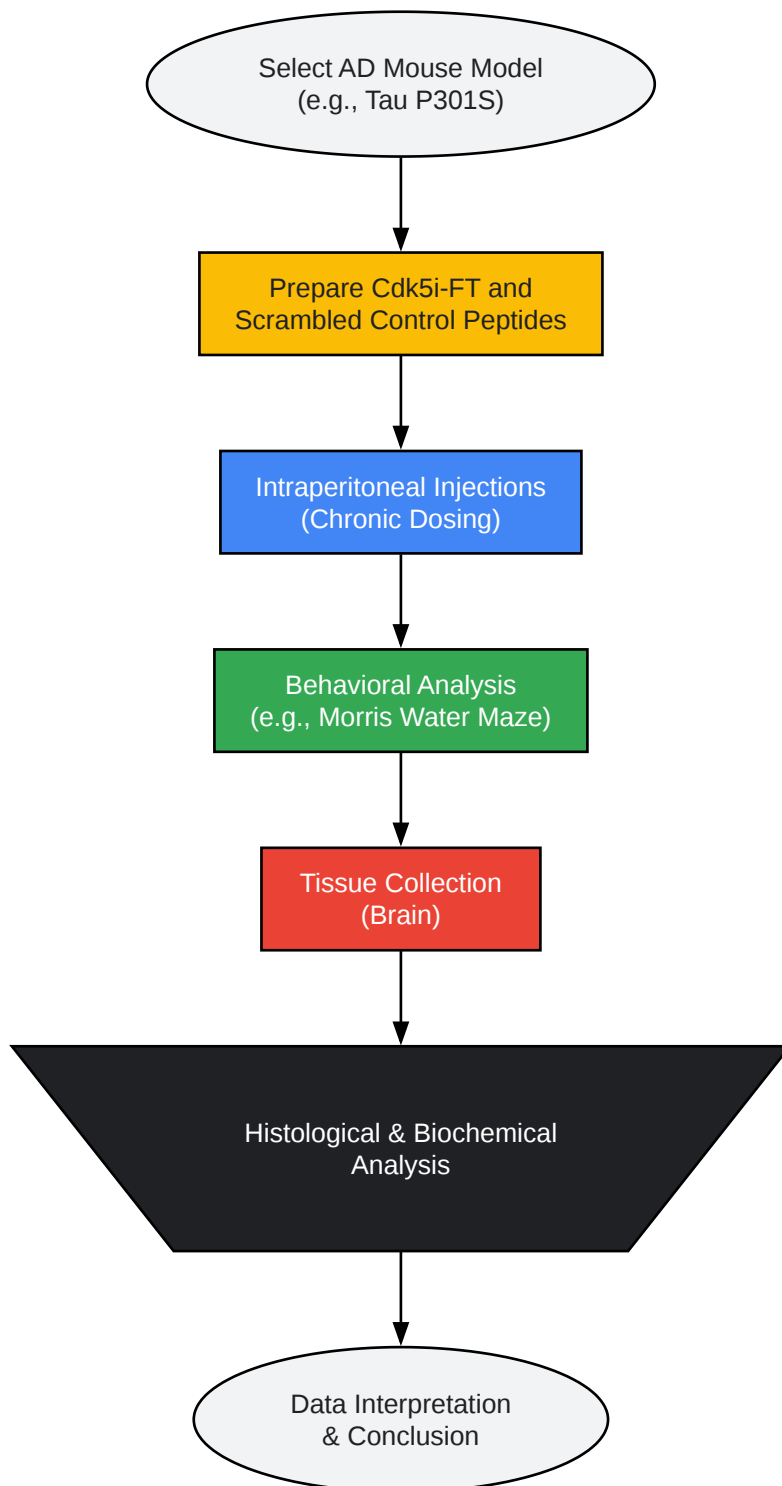 Select AD Mouse Model
(e.g., Tau P301S)
Prepare Cdk5i-FT and
Scrambled Control Peptides
Intraperitoneal Injections
(Chronic Dosing)
Behavioral Analysis
(e.g., Morris Water Maze)
Tissue Collection
(Brain)
Histological & Biochemical
Analysis
Data Interpretation
& Conclusion